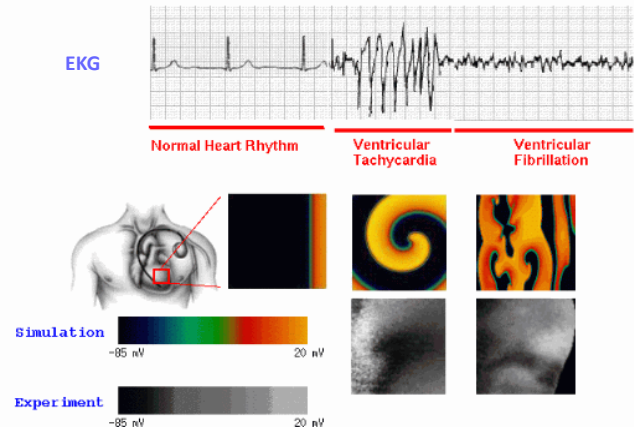 EKG
Normal Heart Rhythm
Ventricular
Tachycardia
Ventricular
Fibrillation
Simulation
-85 mV
20 mV
Experiment
-85 mV
20 mV